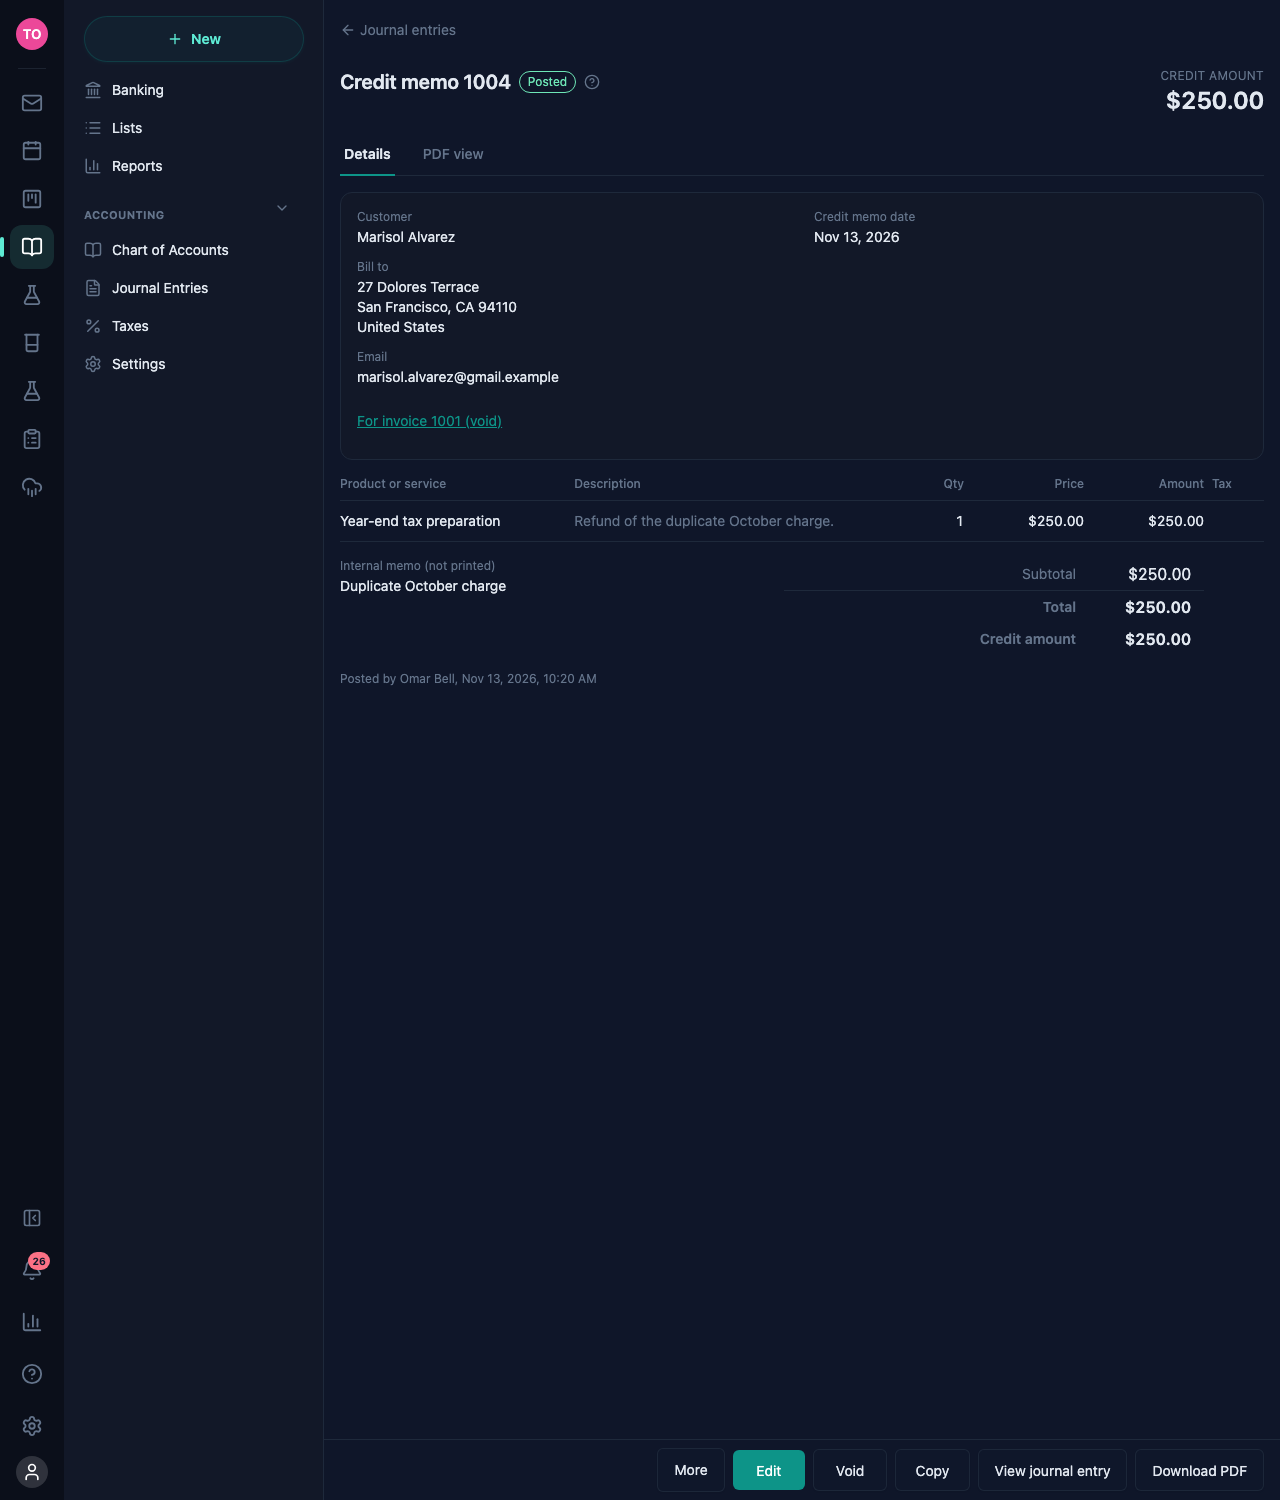 TO
New
Banking
Lists
Reports
ACCOUNTING
Chart of Accounts
Journal Entries
Taxes
Settings
26
Journal entries
Credit memo 1004 Posted
CREDIT AMOUNT
$250.00
Details PDF view
Customer
Marisol Alvarez
Credit memo date
Nov 13, 2026
Bill to
27 Dolores Terrace
San Francisco, CA 94110
United States
Email
marisol.alvarez@gmail.example
For invoice 1001 (void)
Product or service Description Qty Price Amount Tax
Year-end tax preparation Refund of the duplicate October charge. 1 $250.00 $250.00
Internal memo (not printed)
Duplicate October charge
Subtotal $250.00
Total $250.00
Credit amount $250.00
Posted by Omar Bell, Nov 13, 2026, 10:20 AM
More Edit Void Copy View journal entry Download PDF